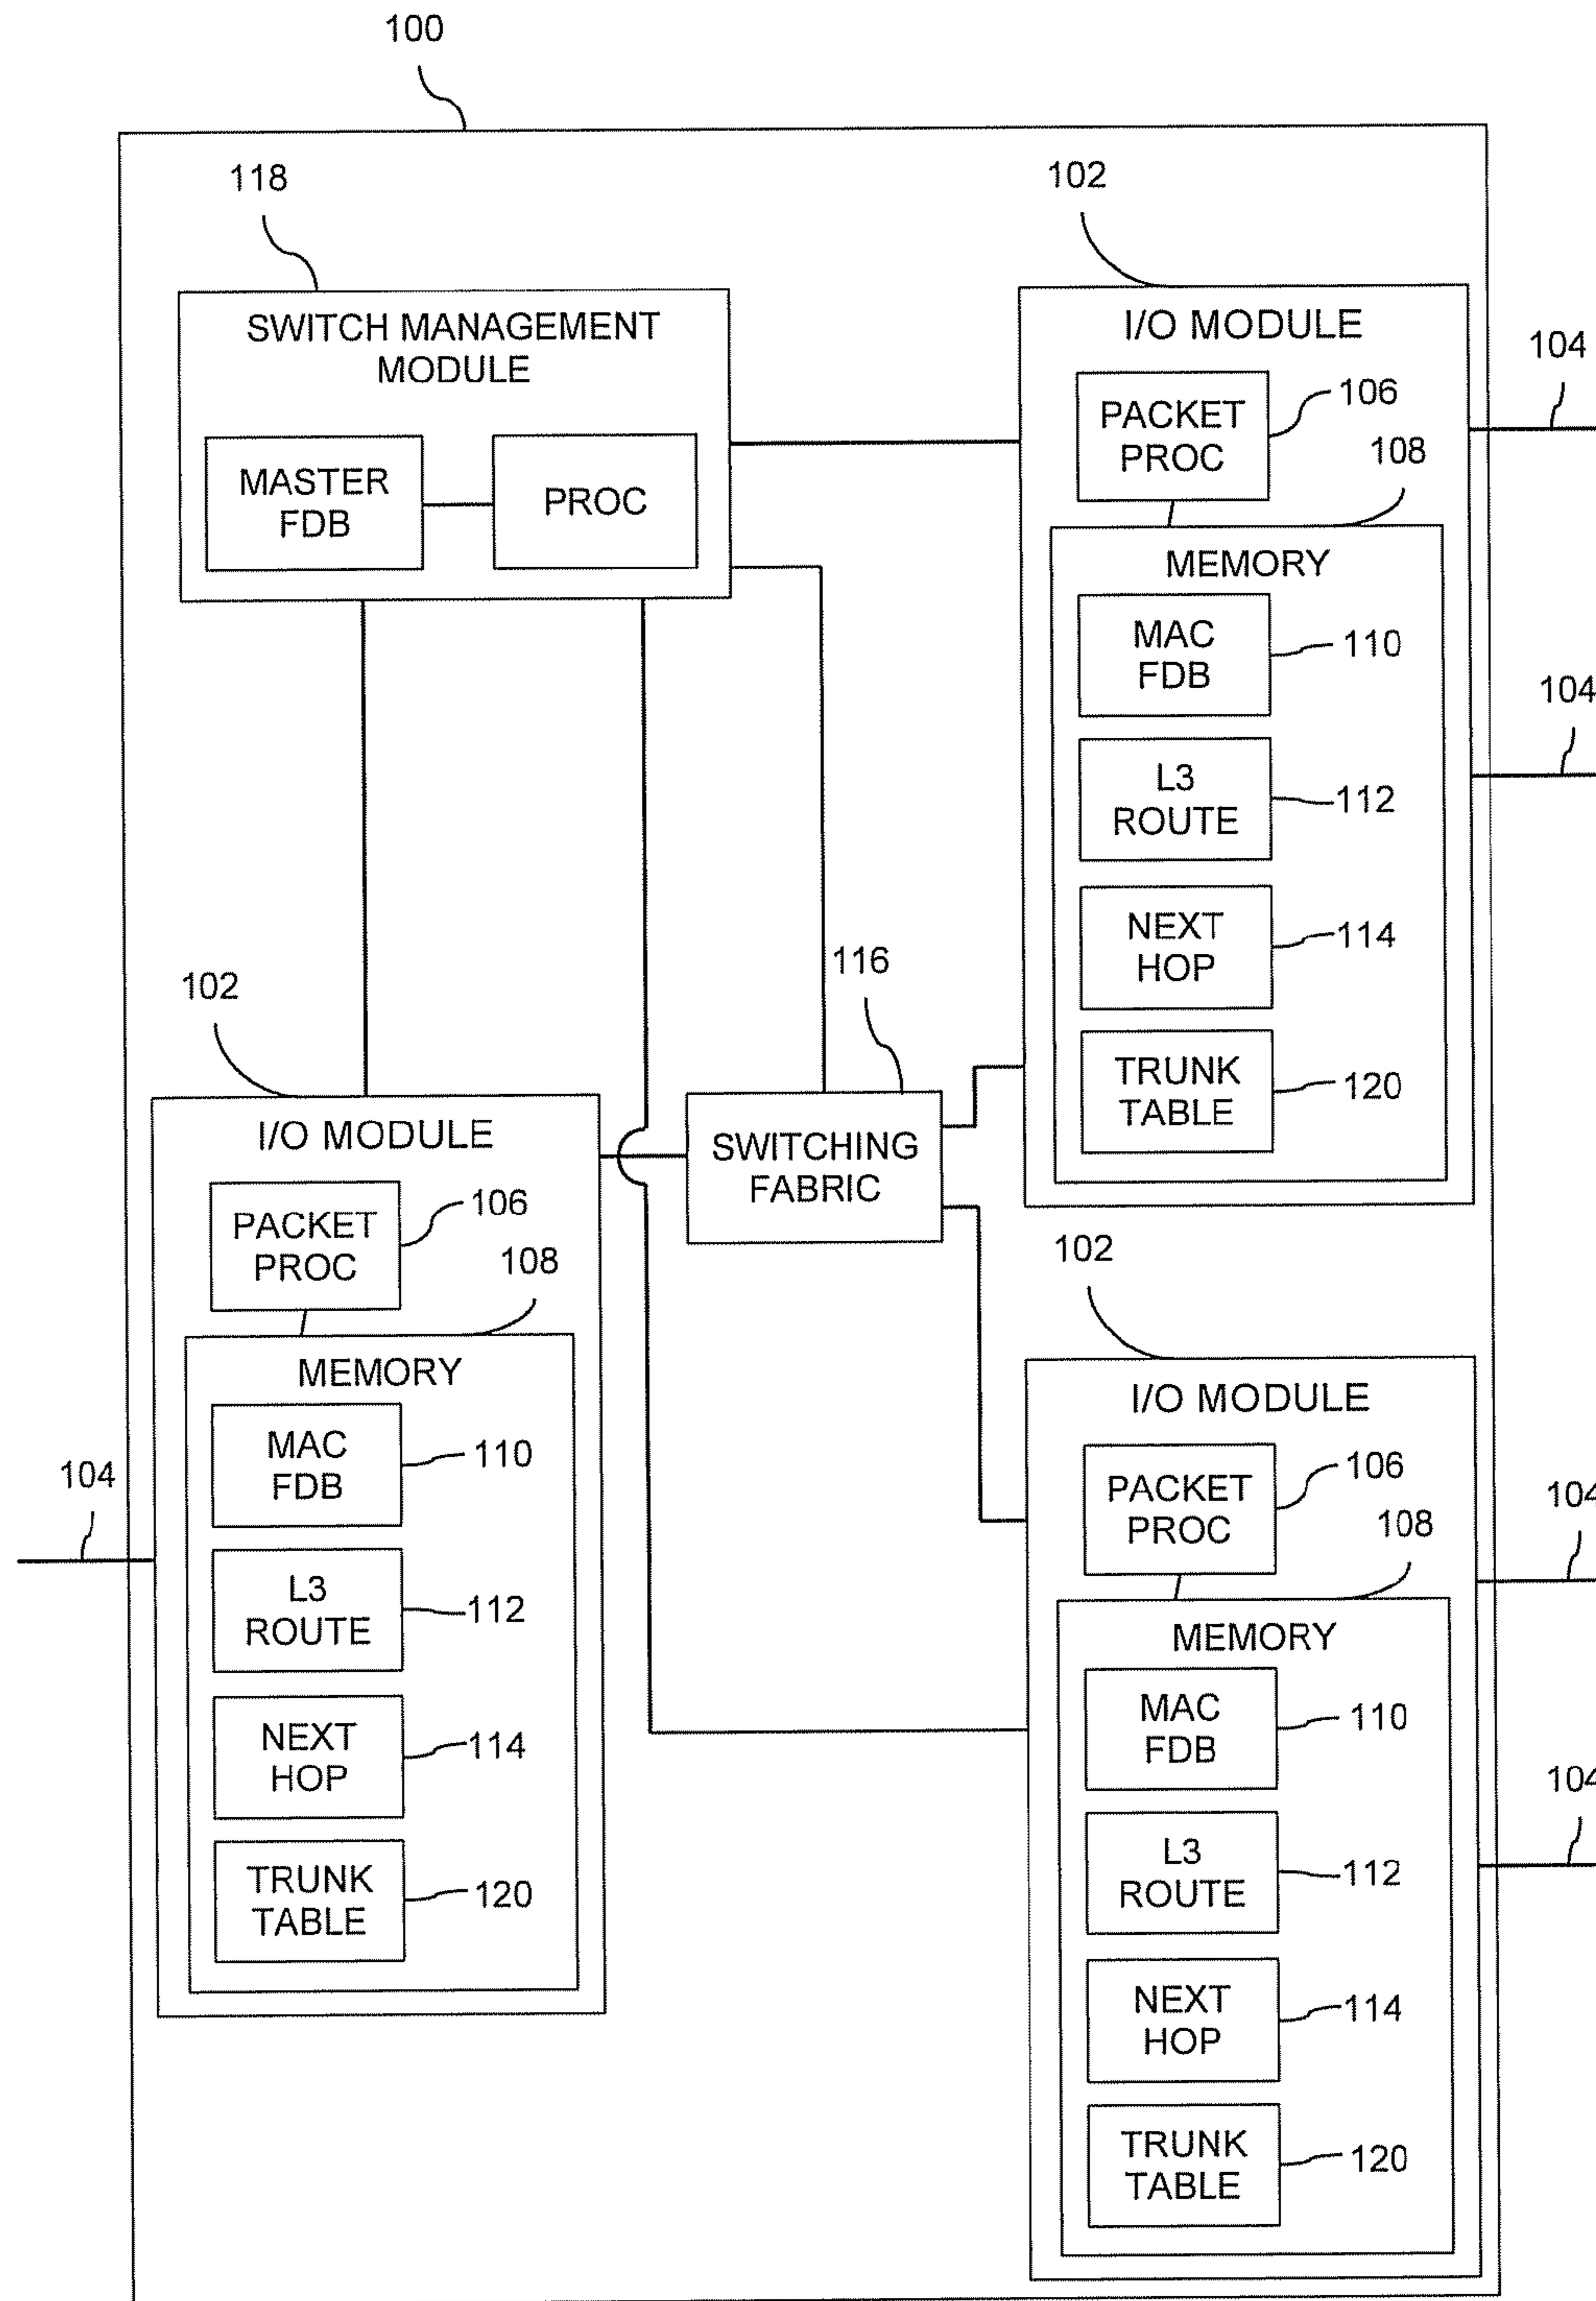 100
118
SWITCH MANAGEMENT
MODULE
MASTER
FDB
PROC
102
I/O MODULE
PACKET
PROC
106
108
MEMORY
MAC
FDB
110
L3
ROUTE
112
NEXT
HOP
114
TRUNK
TABLE
120
104
104
116
SWITCHING
FABRIC
102
I/O MODULE
PACKET
PROC
106
108
MEMORY
MAC
FDB
110
L3
ROUTE
112
NEXT
HOP
114
TRUNK
TABLE
120
104
102
I/O MODULE
PACKET
PROC
106
108
MEMORY
MAC
FDB
110
L3
ROUTE
112
NEXT
HOP
114
TRUNK
TABLE
120
104
104